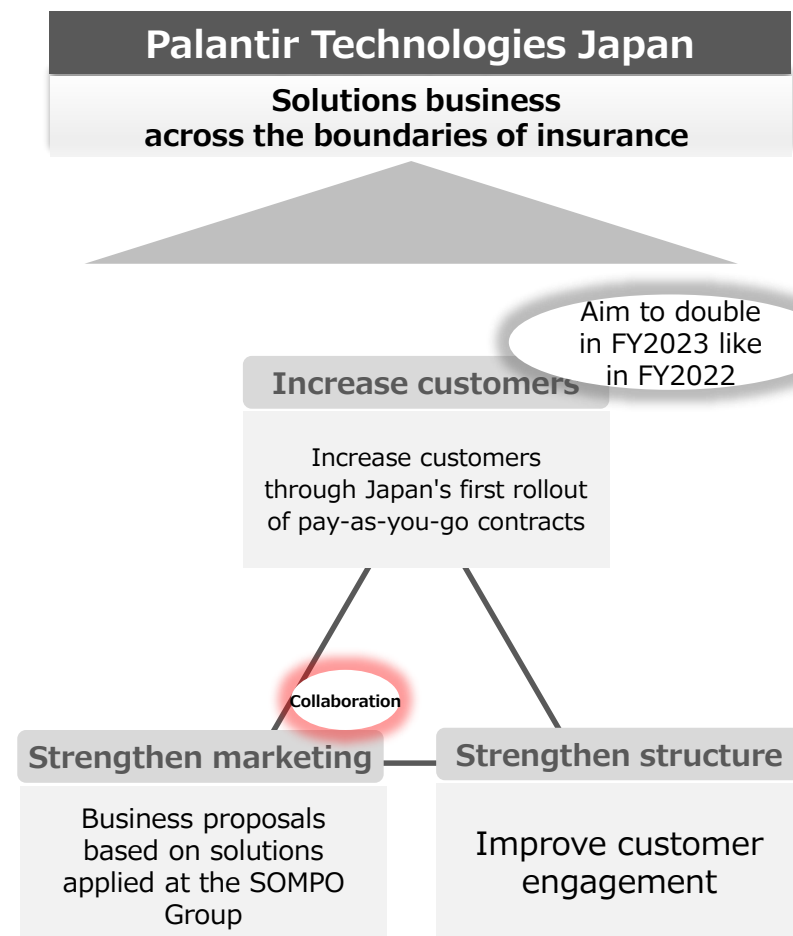 Palantir Technologies Japan
Solutions business
across the boundaries of insurance
Aim to double
in FY2023 like
in FY2022
Increase customers
Increase customers
through Japan's first rollout
of pay-as-you-go contracts
Collaboration
Strengthen marketing
Business proposals
based on solutions
applied at the SOMPO
Group
Strengthen structure
Improve customer
engagement